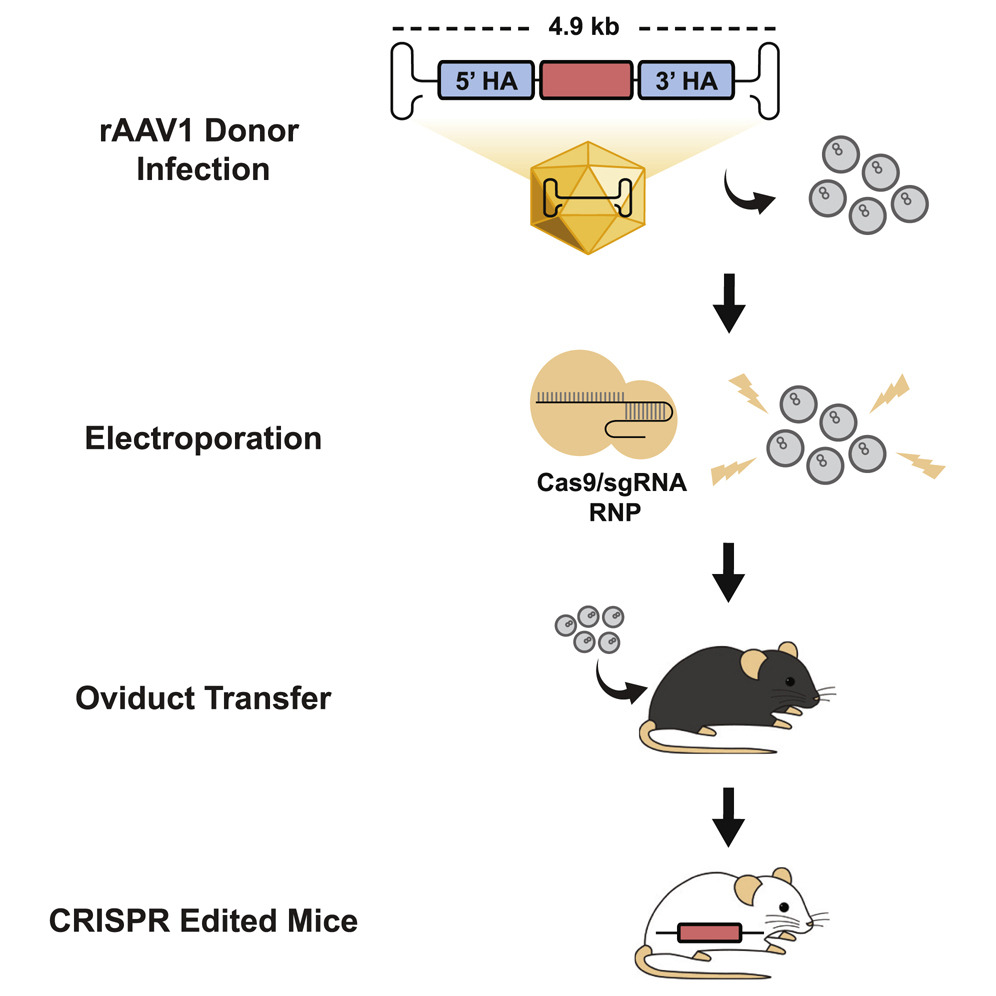 4.9 kb
5’ HA
3’ HA
rAAV1 Donor
Infection
Electroporation
Cas9/sgRNA
RNP
Oviduct Transfer
CRISPR Edited Mice